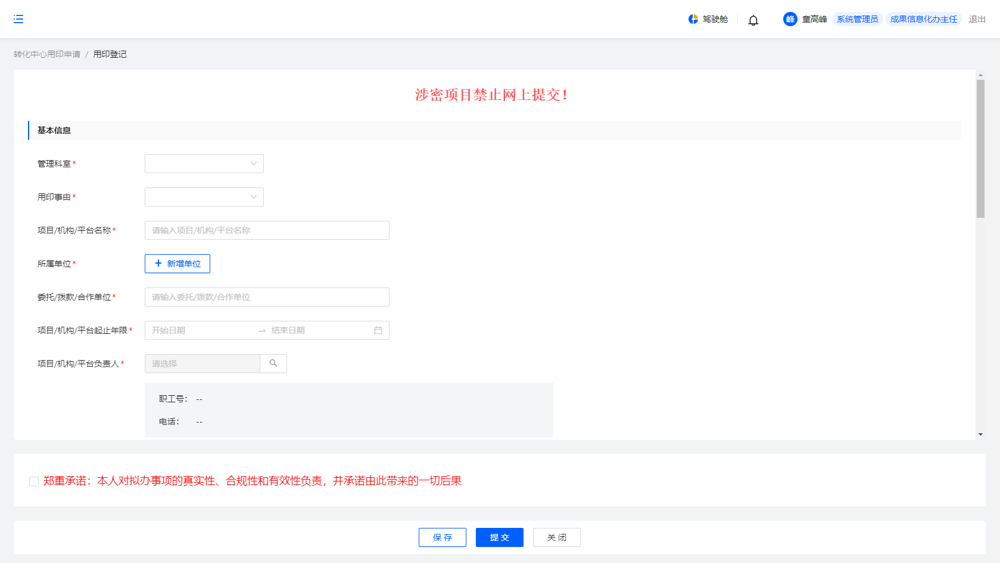 驾驶舱
峰 童高峰 系统管理员 成果信息化办主任 退出
转化中心用印申请 / 用印登记
涉密项目禁止网上提交！
基本信息
管理科室*
用印事由*
项目/机构/平台名称* 请输入项目/机构/平台名称
所属单位* + 新增单位
委托/拨款/合作单位* 请输入委托/拨款/合作单位
项目/机构/平台起止年限* 开始日期 → 结束日期
项目/机构/平台负责人* 请选择
职工号： --
电话： --
郑重承诺：本人对拟办事项的真实性、合规性和有效性负责，并承诺由此带来的一切后果
保 存 提 交 关 闭